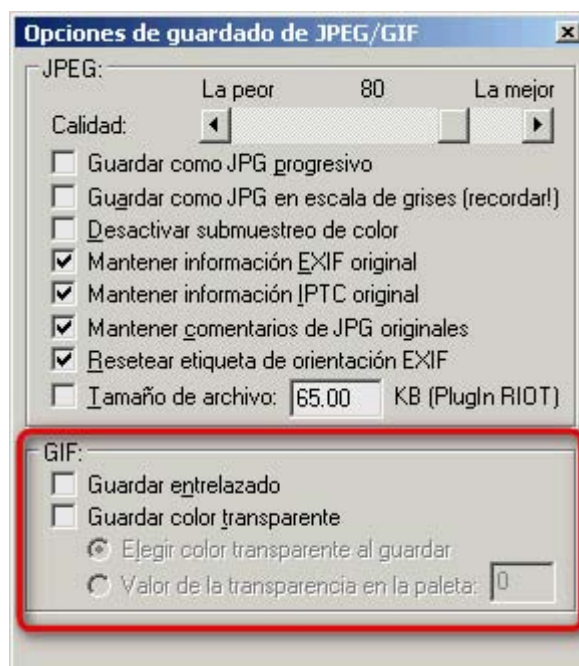 Opciones de guardado de JPEG/GIF
JPEG:
La peor 80 La mejor
Calidad:
Guardar como JPG progresivo
Guardar como JPG en escala de grises (recordar!)
Desactivar submuestreo de color
Mantener información EXIF original
Mantener información IPTC original
Mantener comentarios de JPG originales
Resetear etiqueta de orientación EXIF
Tamaño de archivo: 65.00 KB (PlugIn RIOT)
GIF:
Guardar entrelazado
Guardar color transparente
Elegir color transparente al guardar
Valor de la transparencia en la paleta: 0